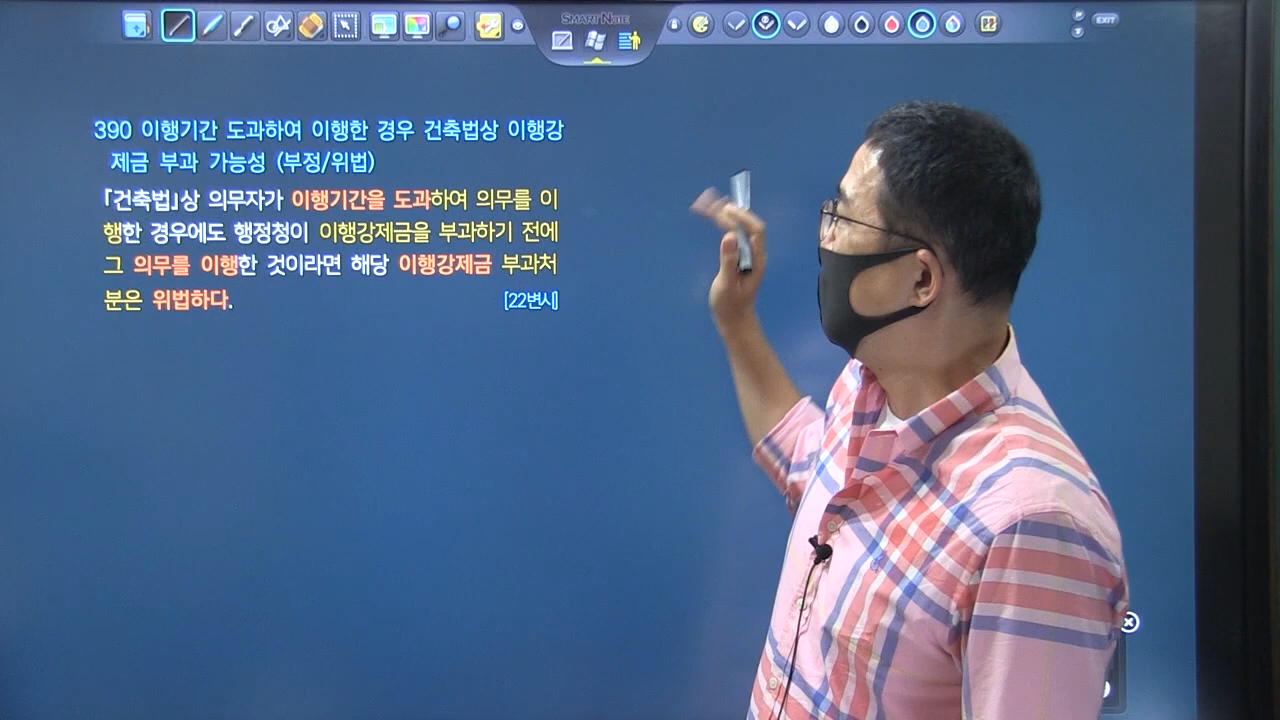 SMART NOTE
EXIT
390 이행기간 도과하여 이행한 경우 건축법상 이행강
제금 부과 가능성 (부정/위법)
｢건축법｣상 의무자가 이행기간을 도과하여 의무를 이
행한 경우에도 행정청이 이행강제금을 부과하기 전에
그 의무를 이행한 것이라면 해당 이행강제금 부과처
분은 위법하다.
[22변시]